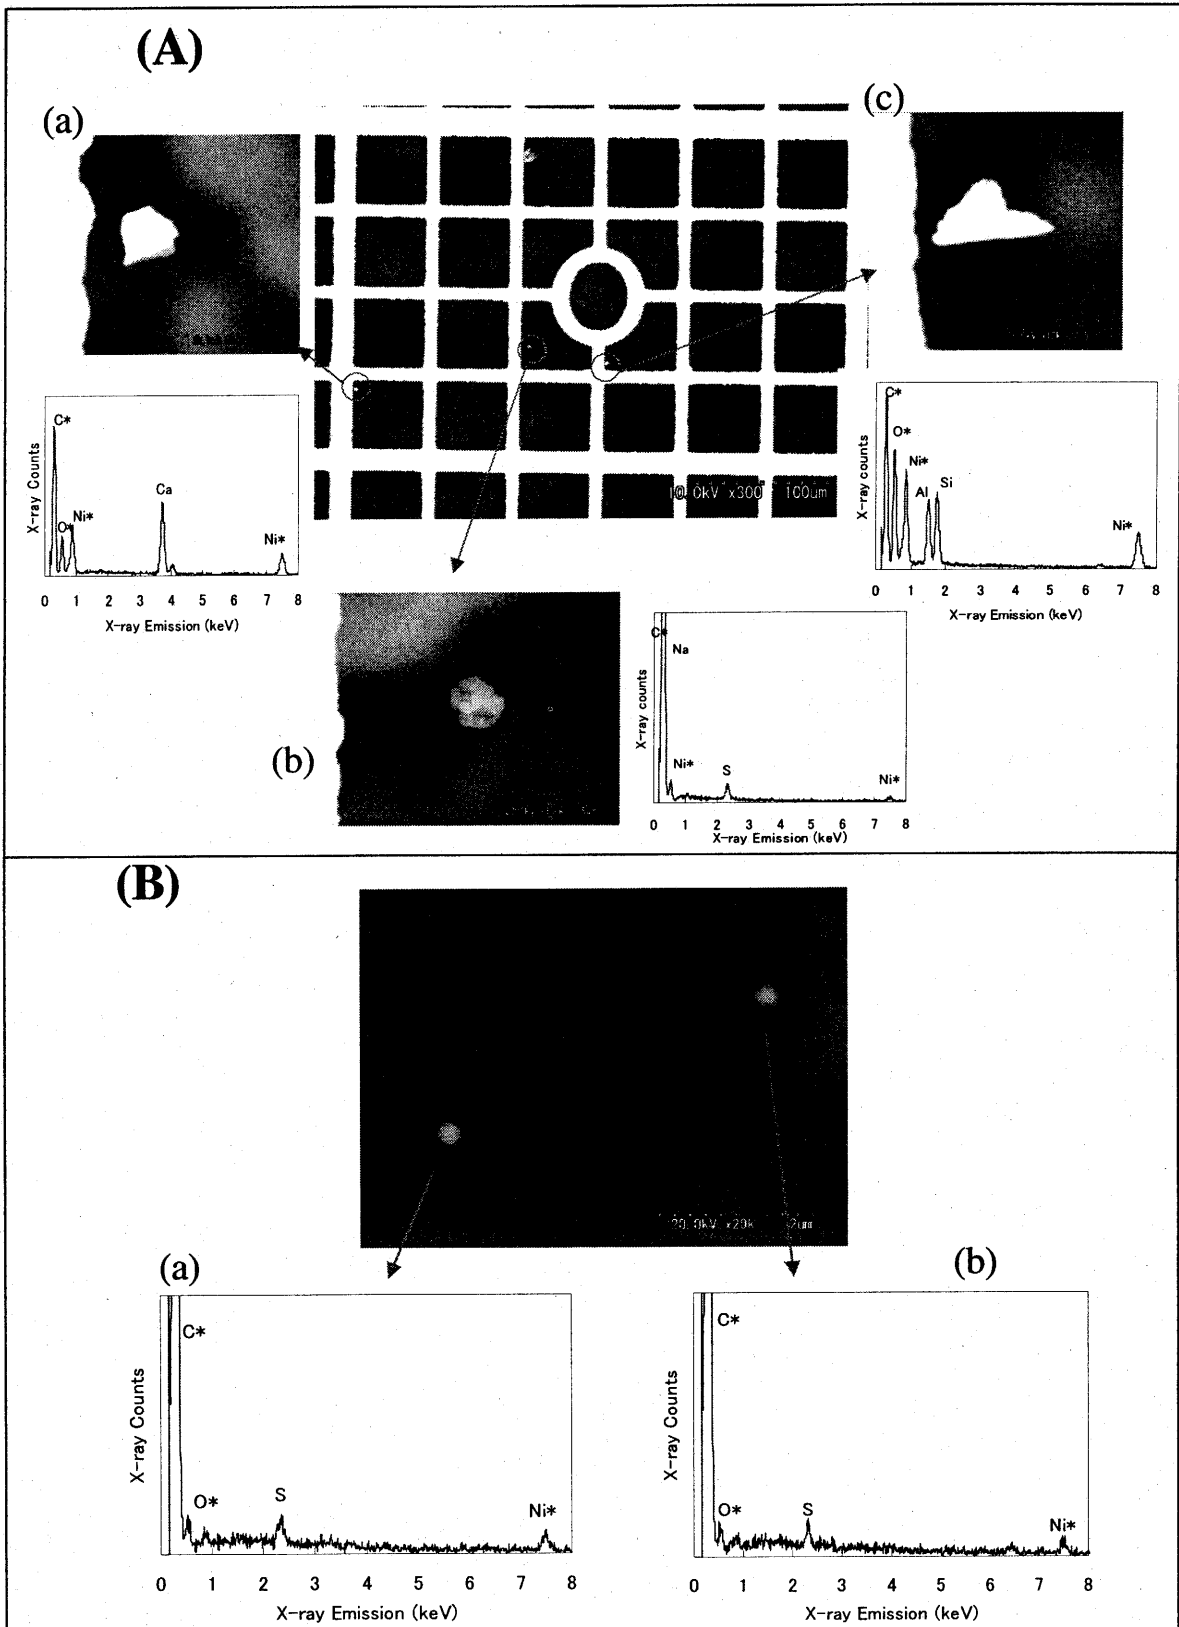 (A)
(a)
(c)
10.0kV x300 100um
X-ray Counts
C*
O*
Ni*
Ca
Ni*
0 1 2 3 4 5 6 7 8
X-ray Emission (keV)
X-ray counts
C*
O*
Ni*
Al
Si
Ni*
0 1 2 3 4 5 6 7 8
X-ray Emission (keV)
(b)
X-ray counts
C*
Na
Ni*
S
Ni*
0 1 2 3 4 5 6 7 8
X-ray Emission (keV)
(B)
20.0kV x20k 2um
(a)
(b)
X-ray Counts
C*
O*
S
Ni*
0 1 2 3 4 5 6 7 8
X-ray Emission (keV)
X-ray Counts
C*
O*
S
Ni*
0 1 2 3 4 5 6 7 8
X-ray Emission (keV)